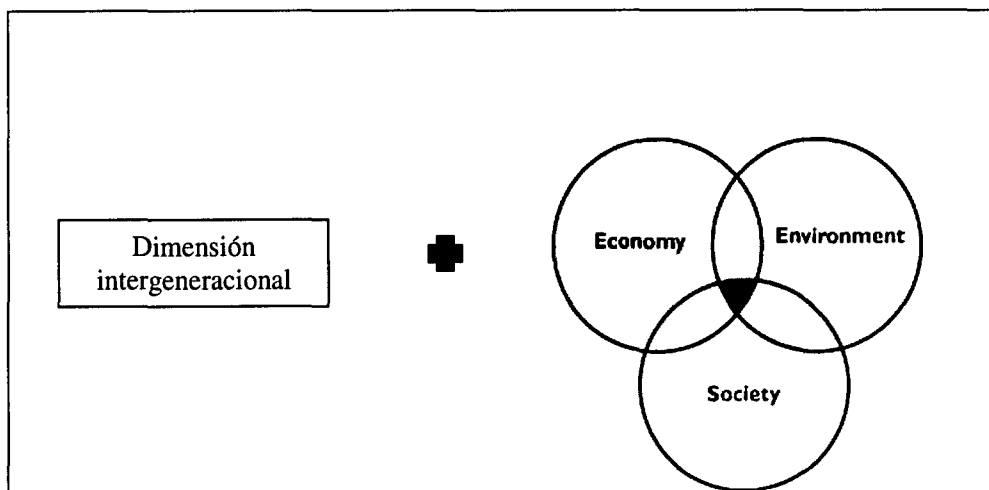 Dimensión
intergeneracional
Economy
Environment
Society